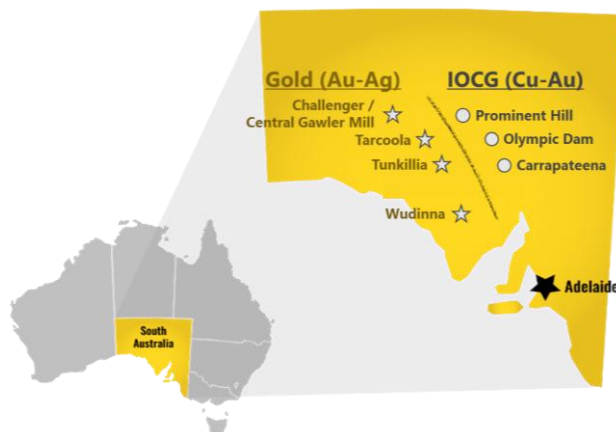 Gold (Au-Ag)
IOCG (Cu-Au)
Challenger /
Central Gawler Mill
Prominent Hill
Tarcoola
Olympic Dam
Tunkillia
Carrapateena
Wudinna
Adelaide
South
Australia